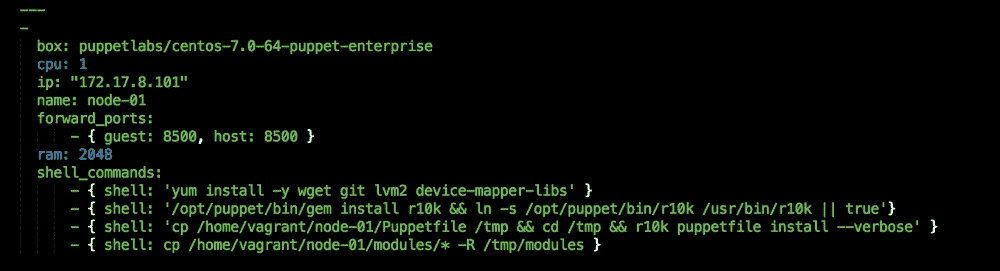 ---
-
box: puppetlabs/centos-7.0-64-puppet-enterprise
cpu: 1
ip: "172.17.8.101"
name: node-01
forward_ports:
- { guest: 8500, host: 8500 }
ram: 2048
shell_commands:
- { shell: 'yum install -y wget git lvm2 device-mapper-libs' }
- { shell: '/opt/puppet/bin/gem install r10k && ln -s /opt/puppet/bin/r10k /usr/bin/r10k || true'}
- { shell: 'cp /home/vagrant/node-01/Puppetfile /tmp && cd /tmp && r10k puppetfile install --verbose' }
- { shell: cp /home/vagrant/node-01/modules/* -R /tmp/modules }